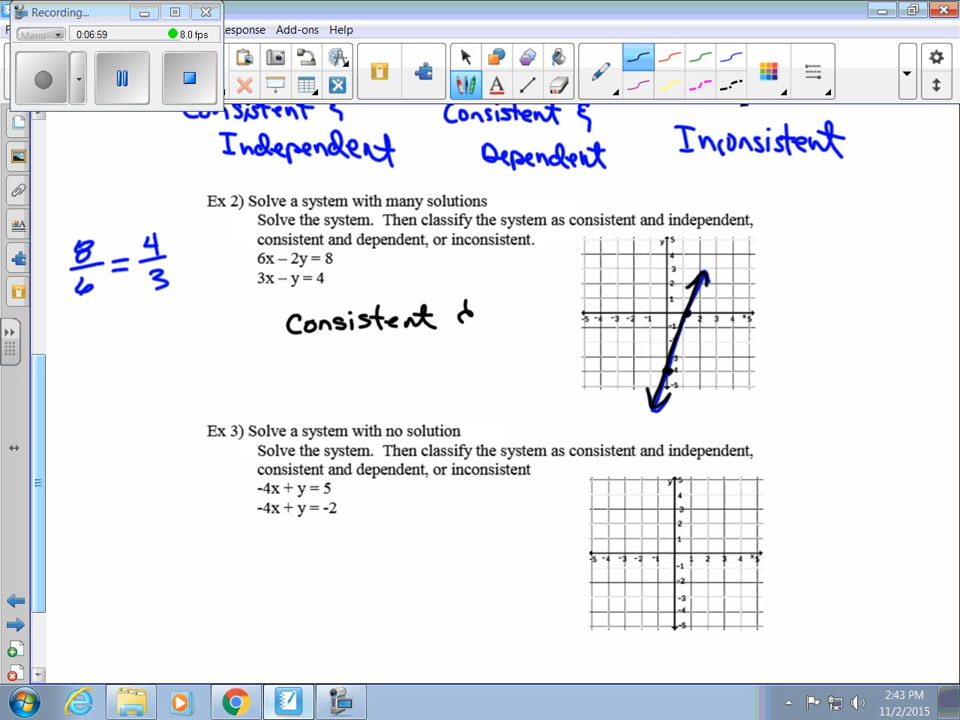 Recording...
Menu
0:06:59
8.0 fps
esponse Add-ons Help
Consistent &
Independent
Consistent &
Dependent
Inconsistent
Ex 2) Solve a system with many solutions
Solve the system. Then classify the system as consistent and independent,
consistent and dependent, or inconsistent.
6x – 2y = 8
3x – y = 4
8/6 = 4/3
Consistent &
Ex 3) Solve a system with no solution
Solve the system. Then classify the system as consistent and independent,
consistent and dependent, or inconsistent
-4x + y = 5
-4x + y = -2
2:43 PM
11/2/2015